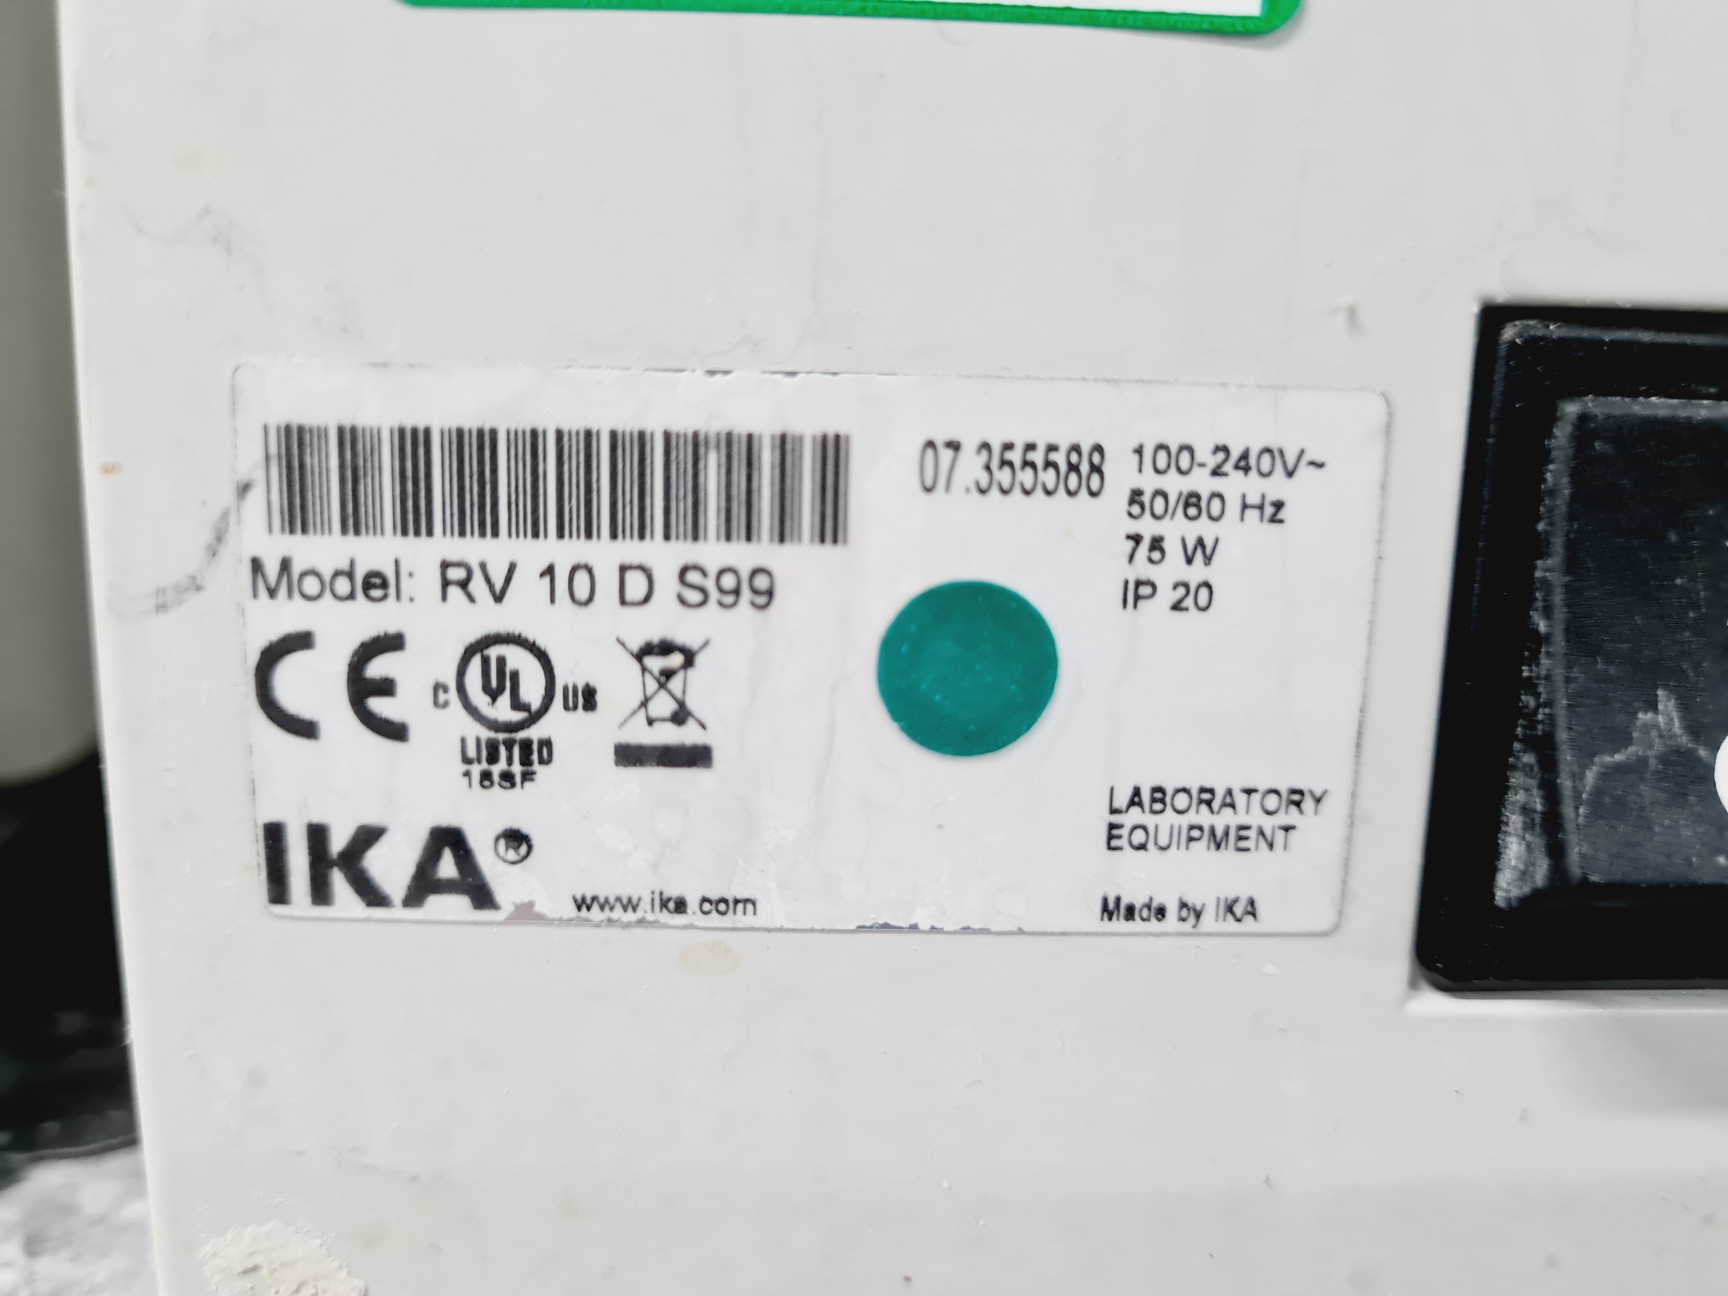 07.355588
100-240V~
50/60 Hz
75 W
IP 20
Model: RV 10 D S99
CE
C UL US
LISTED
IKA®
www.ika.com
LABORATORY
EQUIPMENT
Made by IKA